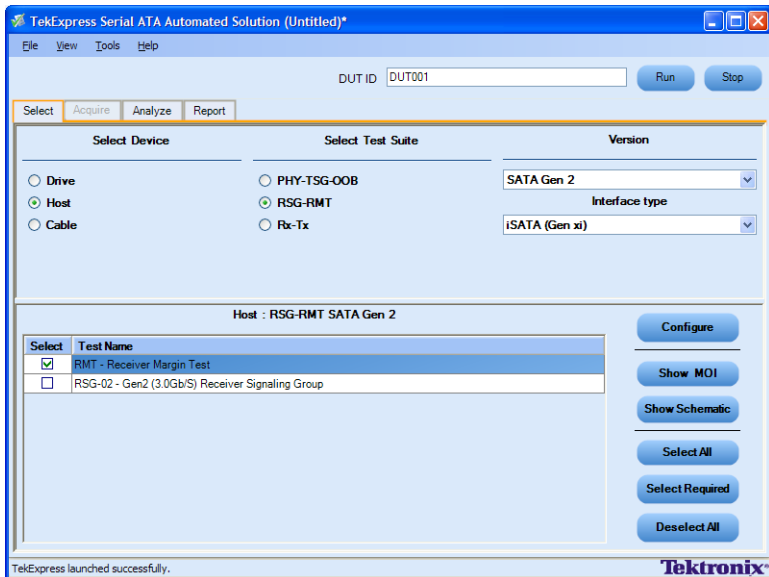 TekExpress Serial ATA Automated Solution (Untitled)*
File View Tools Help
DUT ID DUT001 Run Stop
Select Acquire Analyze Report
Select Device Select Test Suite Version
Drive PHY-TSG-OOB SATA Gen 2
Host RSG-RMT Interface type
Cable Rx-Tx iSATA (Gen xi)
Host : RSG-RMT SATA Gen 2
Configure
Select Test Name
RMT - Receiver Margin Test
Show MOI
RSG-02 - Gen2 (3.0Gb/S) Receiver Signaling Group
Show Schematic
Select All
Select Required
Deselect All
TekExpress launched successfully. Tektronix